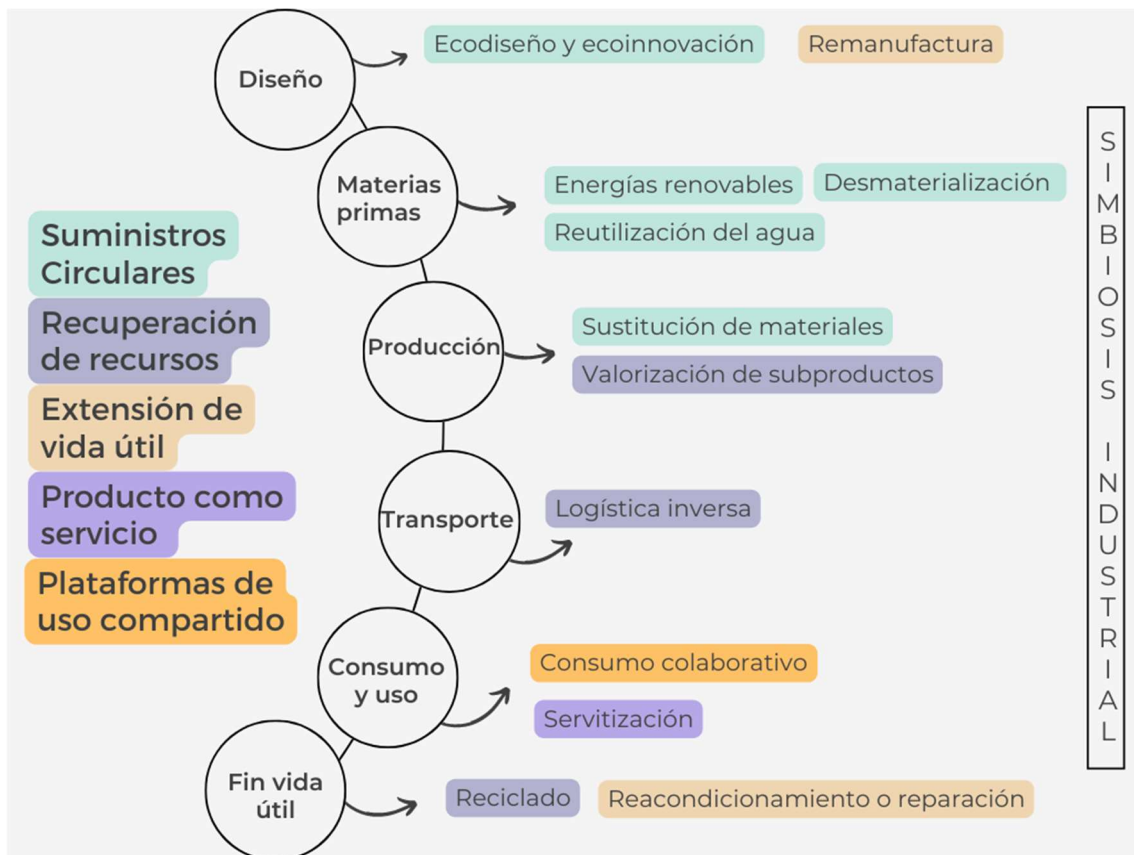 Diseño
Ecodiseño y ecoinnovación
Remanufactura
Materias
primas
Energías renovables
Desmaterialización
Reutilización del agua
Producción
Sustitución de materiales
Valorización de subproductos
Transporte
Logística inversa
Consumo
y uso
Consumo colaborativo
Servitización
Fin vida
útil
Reciclado
Reacondicionamiento o reparación
Suministros
Circulares
Recuperación
de recursos
Extensión de
vida útil
Producto como
servicio
Plataformas de
uso compartido
SIMBIOSIS INDUSTRIAL